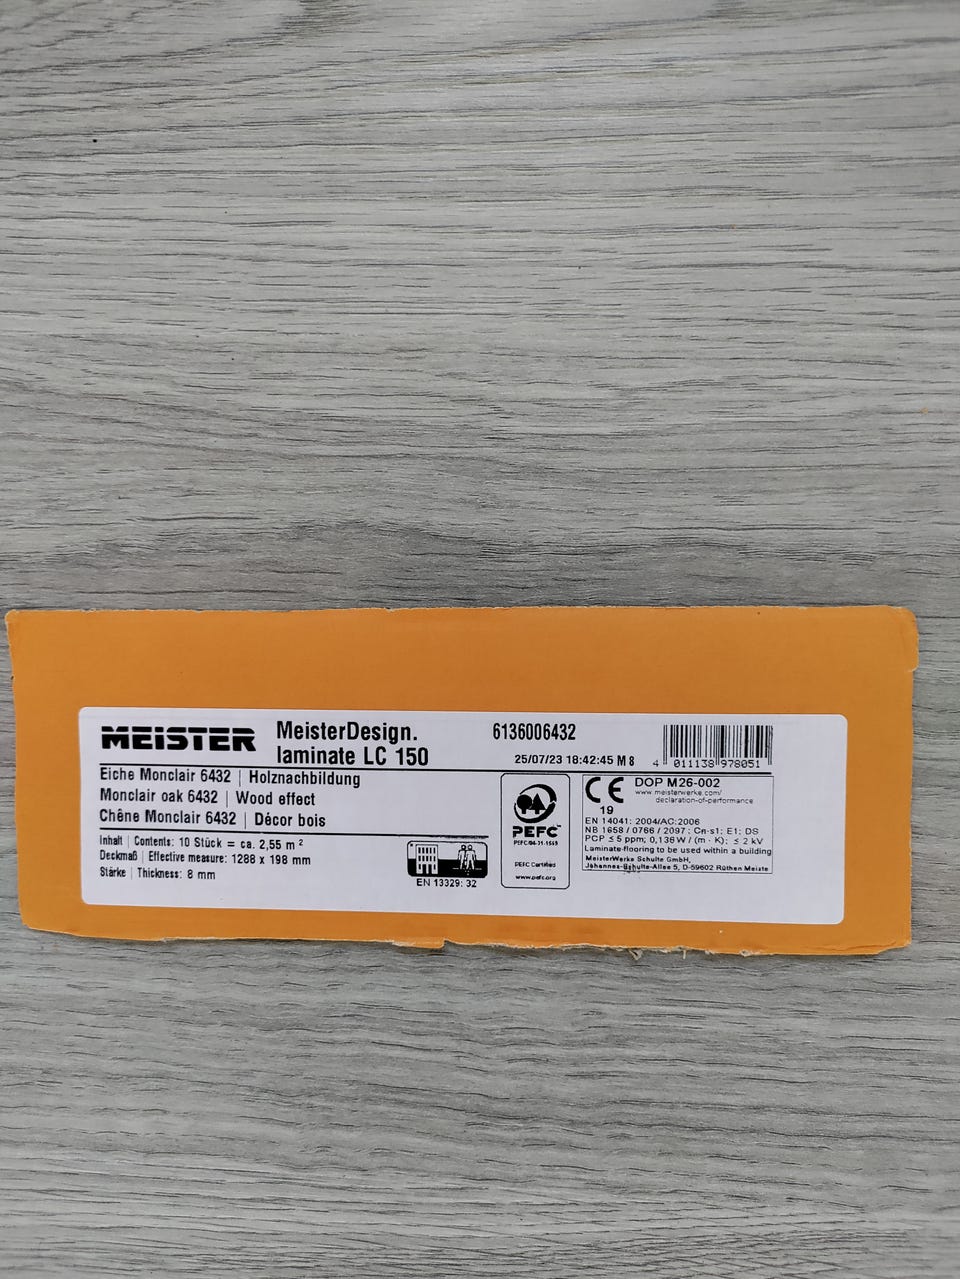 MEISTER
MeisterDesign.
laminate LC 150
6136006432
25/07/23 18:42:45 M 8
4 011138 978051
Eiche Monclair 6432 | Holznachbildung
Monclair oak 6432 | Wood effect
Chêne Monclair 6432 | Décor bois
Inhalt | Contents: 10 Stück = ca. 2,55 m²
Deckmaß | Effective measure: 1288 x 198 mm
Stärke | Thickness: 8 mm
EN 13329: 32
PEFC™
PEFC/04-31-1543
PEFC Certified
www.pefc.org
CE
19
DOP M26-002
www.meisterwerke.com/
declaration-of-performance
EN 14041: 2004/AC:2006
NB 1658 / 0766 / 2097; Cfl-s1; E1; DS
PCP ≤ 5 ppm; 0,136 W / (m · K); ≤ 2 kV
Laminate flooring to be used within a building
MeisterWerke Schulte GmbH,
Johannes-Schulte-Allee 5, D-59602 Rüthen Meiste